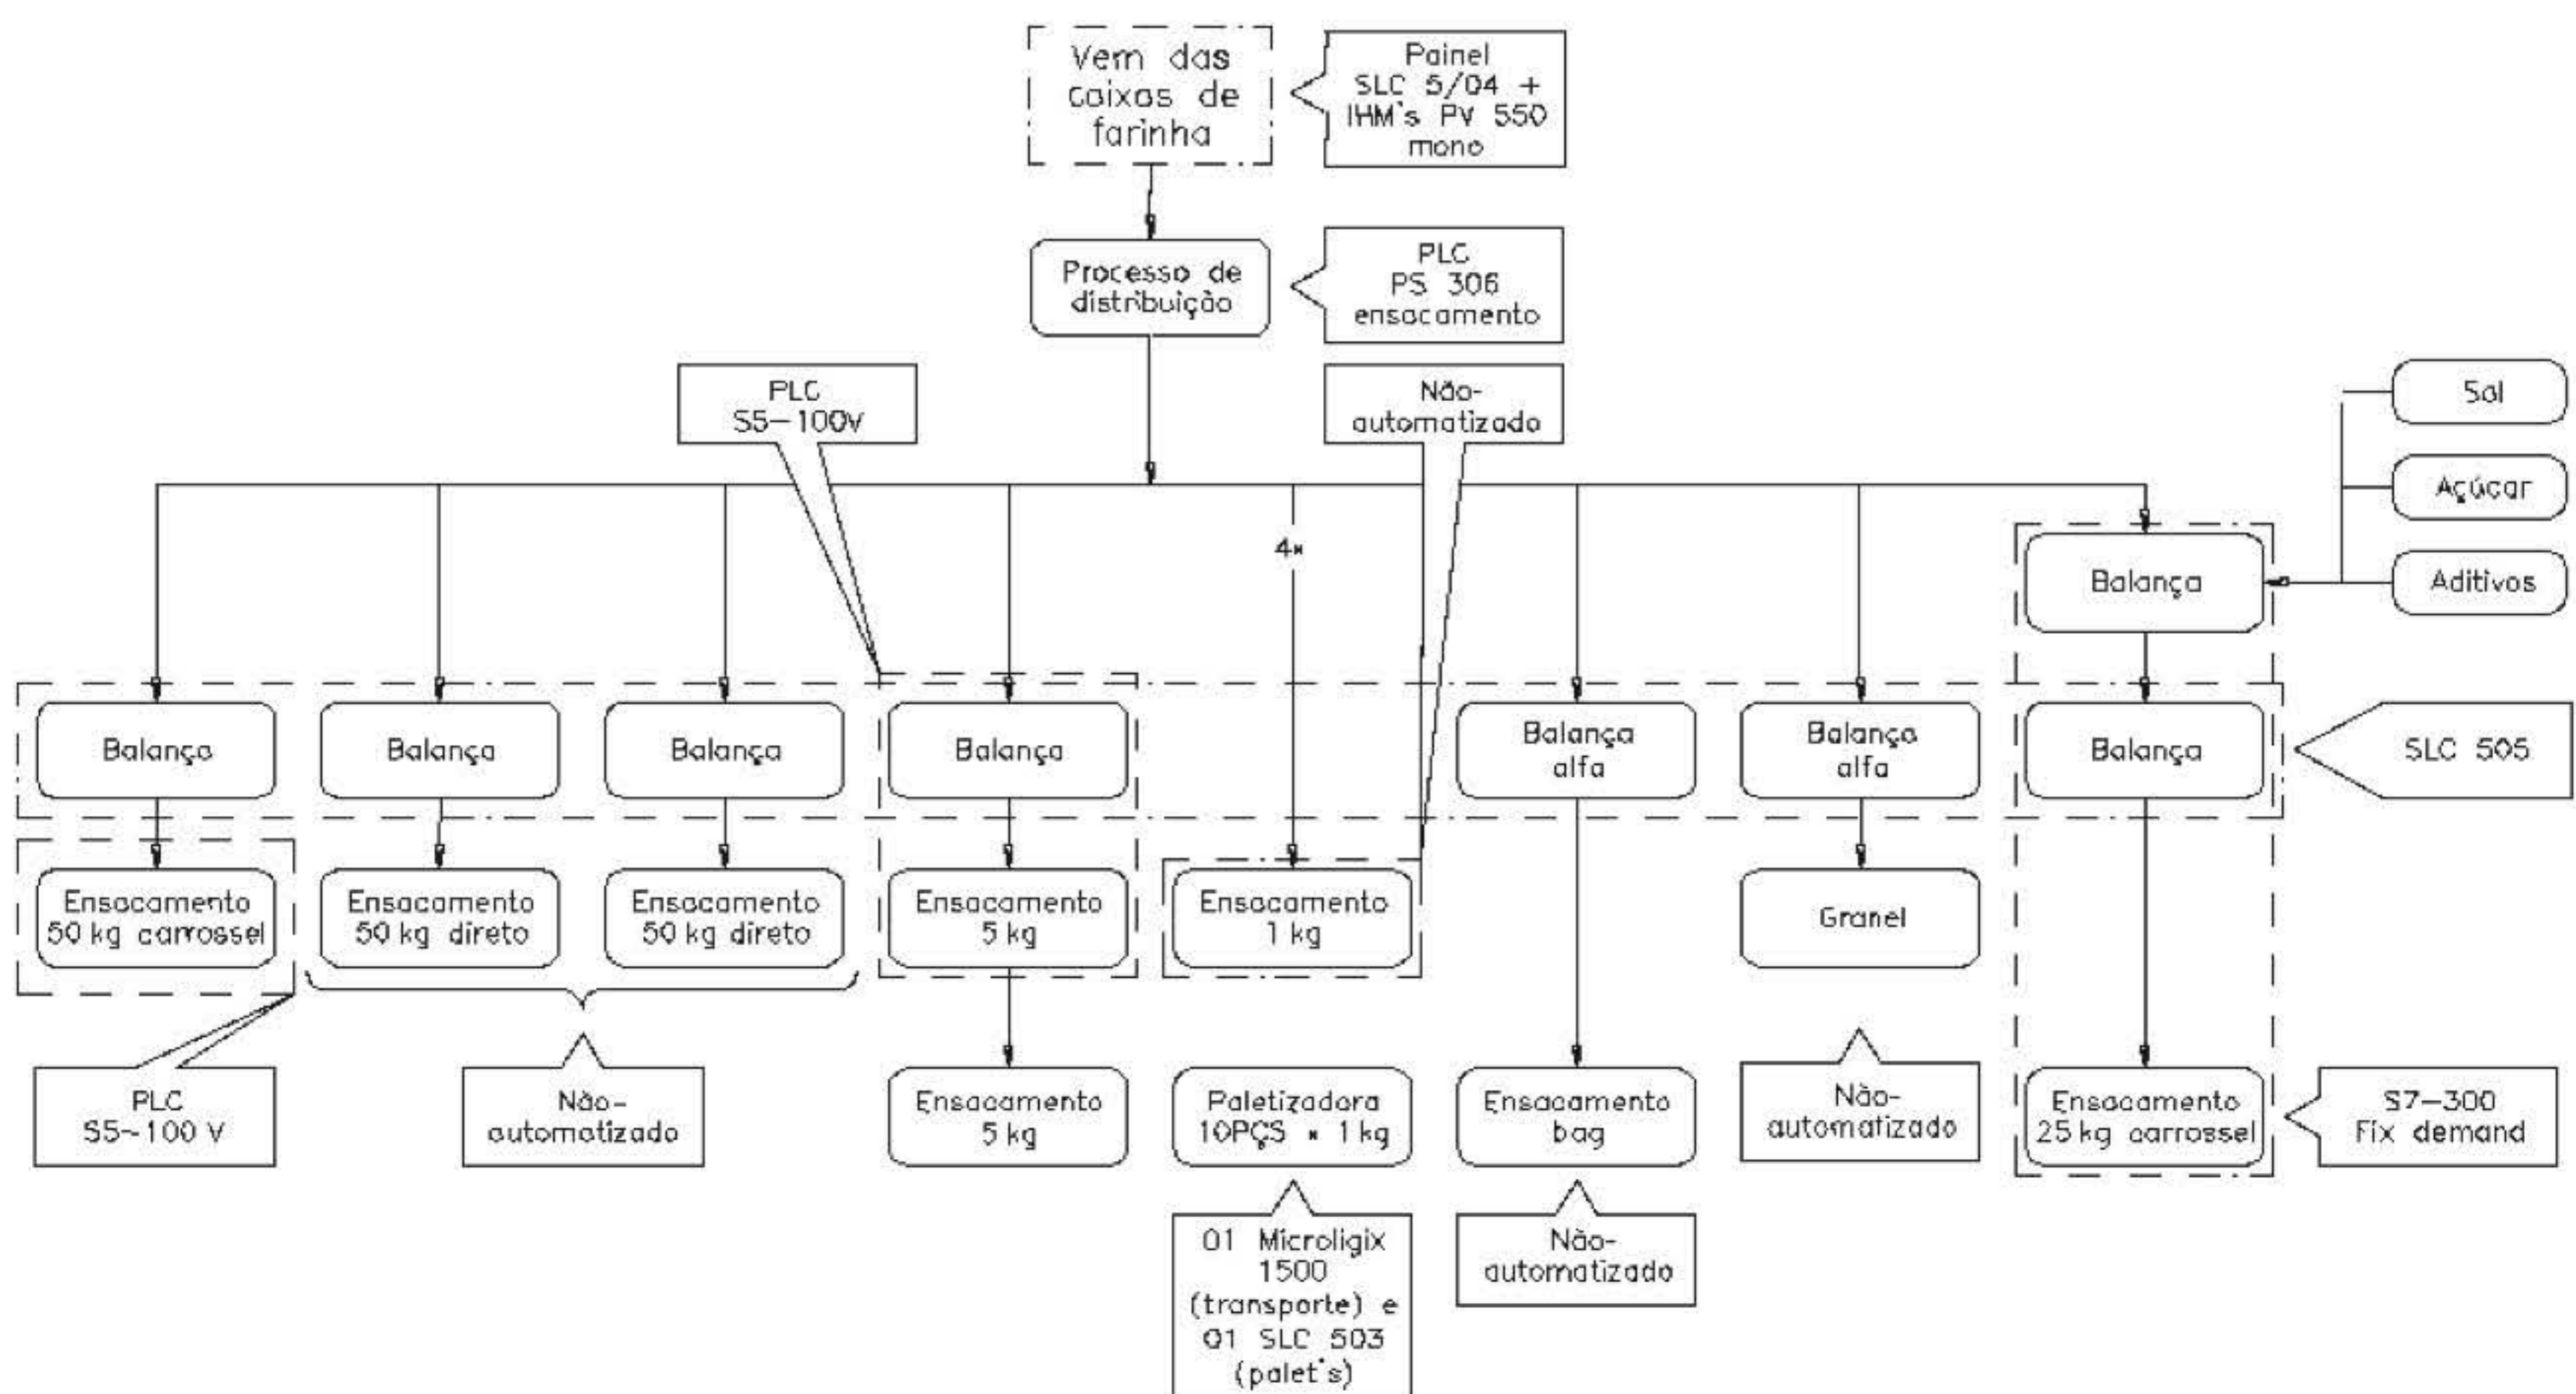 Vem das
caixas de
farinha
Painel
SLC 5/04 +
IHM's PV 550
mono
Processo de
distribuição
PLC
PS 306
ensacamento
PLC
S5-100V
Não-
automatizado
Sal
Açúcar
Aditivos
4×
Balança
Balança
Balança
Balança
Balança
Balança
alfa
Balança
alfa
Balança
SLC 505
Ensacamento
50 kg carrossel
Ensacamento
50 kg direto
Ensacamento
50 kg direto
Ensacamento
5 kg
Ensacamento
1 kg
Granel
PLC
S5-100 V
Não-
automatizado
Ensacamento
5 kg
Paletizadora
10PÇS × 1 kg
Ensacamento
bag
Não-
automatizado
Ensacamento
25 kg carrossel
S7-300
Fix demand
01 Microligix
1500
(transporte) e
01 SLC 503
(palet's)
Não-
automatizado